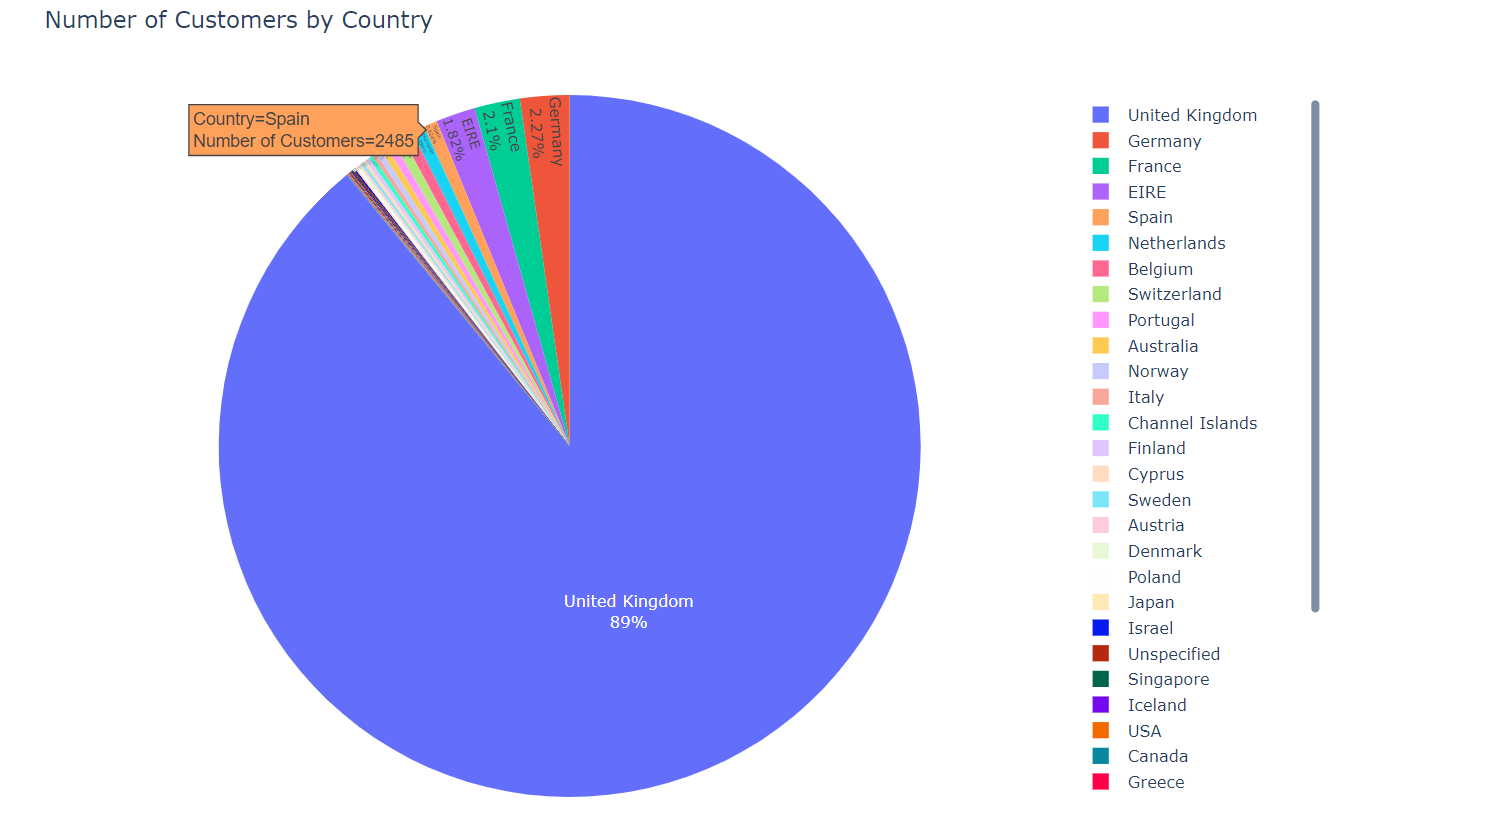 Number of Customers by Country
Country=Spain
Number of Customers=2485
EIRE
1.82%
France
2.1%
Germany
2.27%
United Kingdom
89%
United Kingdom
Germany
France
EIRE
Spain
Netherlands
Belgium
Switzerland
Portugal
Australia
Norway
Italy
Channel Islands
Finland
Cyprus
Sweden
Austria
Denmark
Poland
Japan
Israel
Unspecified
Singapore
Iceland
USA
Canada
Greece